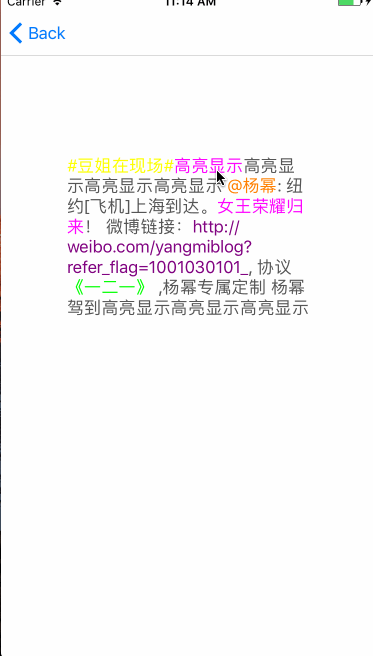 Carrier 11:14 AM
Back
#豆姐在现场#高亮显示高亮显
示高亮显示高亮显示 @杨幂: 纽
约[飞机]上海到达。女王荣耀归
来！ 微博链接：http://
weibo.com/yangmiblog?
refer_flag=1001030101_, 协议
《一二一》 ,杨幂专属定制 杨幂
驾到高亮显示高亮显示高亮显示